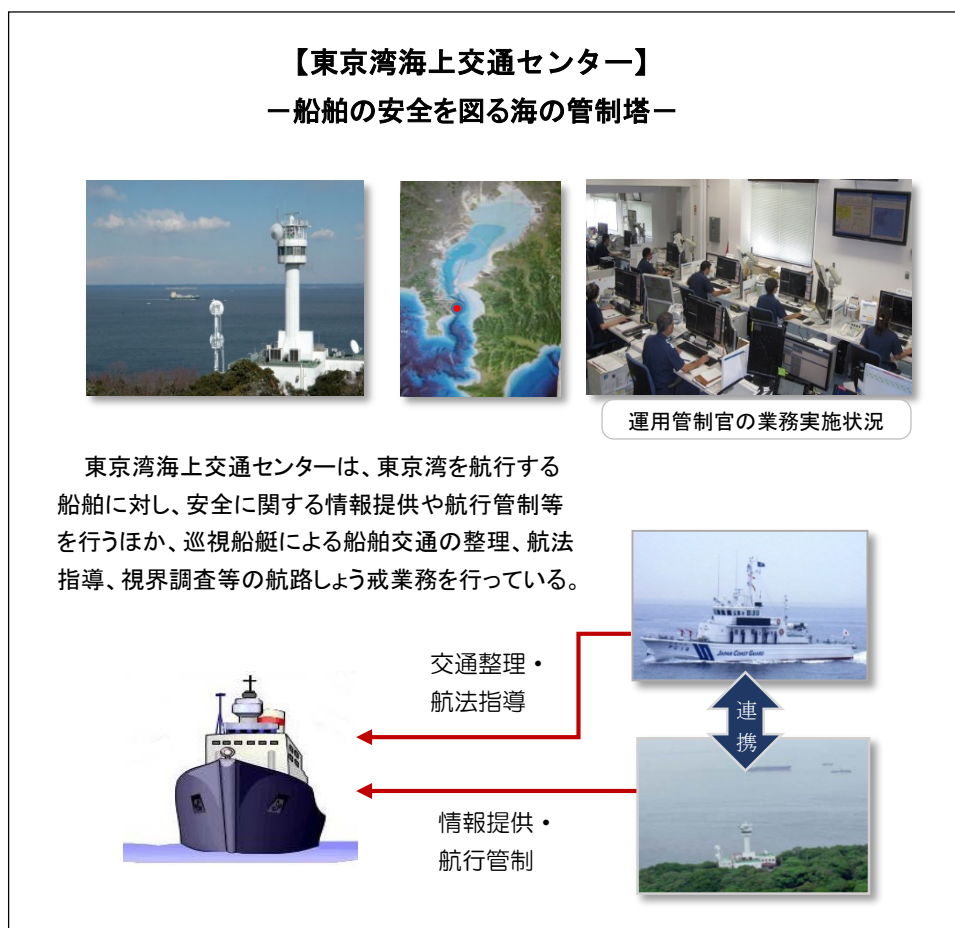 【東京湾海上交通センター】
－船舶の安全を図る海の管制塔－
運用管制官の業務実施状況
東京湾海上交通センターは、東京湾を航行する
船舶に対し、安全に関する情報提供や航行管制等
を行うほか、巡視船艇による船舶交通の整理、航法
指導、視界調査等の航路しょう戒業務を行っている。
交通整理・
航法指導
JAPAN COAST GUARD
連
携
情報提供・
航行管制